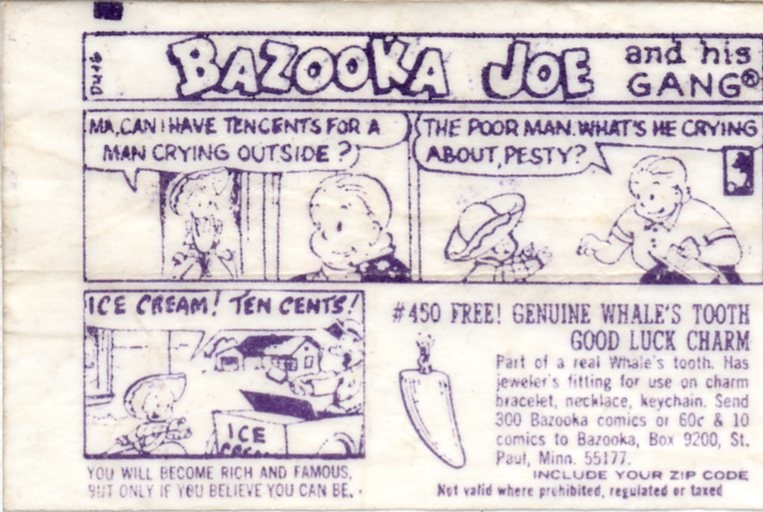 BAZOOKA JOE and his
GANG®
MA, CAN I HAVE TEN CENTS FOR A
MAN CRYING OUTSIDE?
THE POOR MAN. WHAT'S HE CRYING
ABOUT, PESTY?
ICE CREAM! TEN CENTS!
ICE
CREAM
#450 FREE! GENUINE WHALE'S TOOTH
GOOD LUCK CHARM
Part of a real Whale's tooth. Has
jeweler's fitting for use on charm
bracelet, necklace, keychain. Send
300 Bazooka comics or 60¢ & 10
comics to Bazooka, Box 9200, St.
Paul, Minn. 55177.
INCLUDE YOUR ZIP CODE
Not valid where prohibited, regulated or taxed
YOU WILL BECOME RICH AND FAMOUS,
BUT ONLY IF YOU BELIEVE YOU CAN BE.